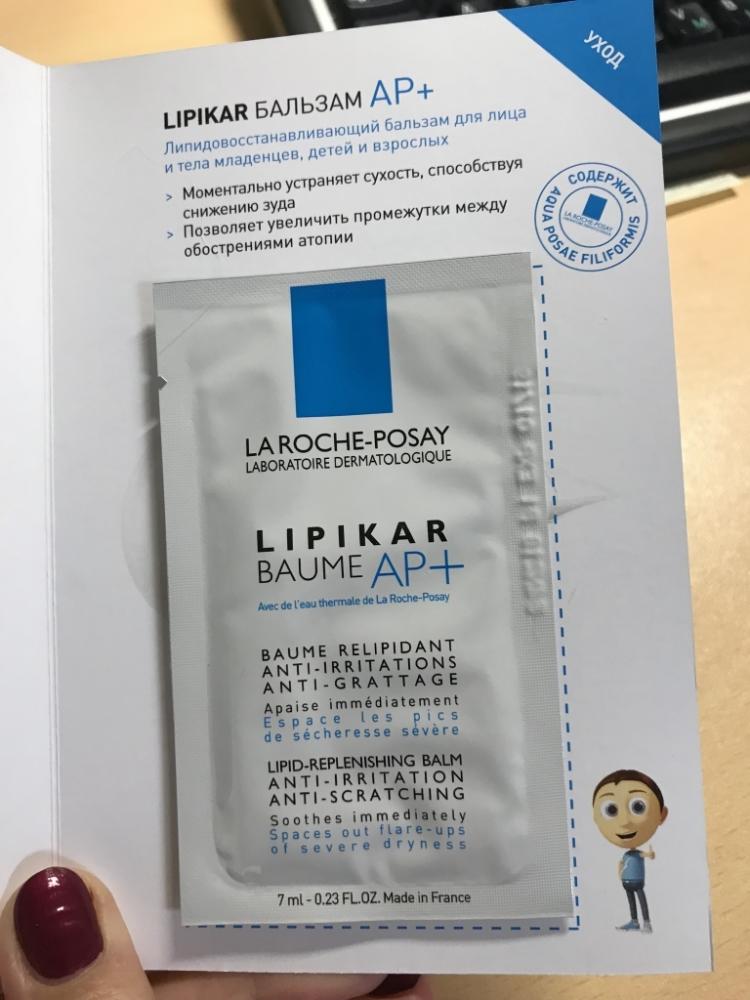 УХОД
LIPIKAR БАЛЬЗАМ AP+
Липидовосстанавливающий бальзам для лица
и тела младенцев, детей и взрослых
> Моментально устраняет сухость, способствуя
снижению зуда
> Позволяет увеличить промежутки между
обострениями атопии
СОДЕРЖИТ
AQUA POSAE FILIFORMIS
LA ROCHE-POSAY
LA ROCHE-POSAY
LABORATOIRE DERMATOLOGIQUE
LIPIKAR
BAUME AP+
Avec de l'eau thermale de La Roche-Posay
BAUME RELIPIDANT
ANTI-IRRITATIONS
ANTI-GRATTAGE
Apaise immédiatement
Espace les pics
de sécheresse sévère
LIPID-REPLENISHING BALM
ANTI-IRRITATION
ANTI-SCRATCHING
Soothes immediately
Spaces out flare-ups
of severe dryness
7 ml - 0.23 FL.OZ. Made in France